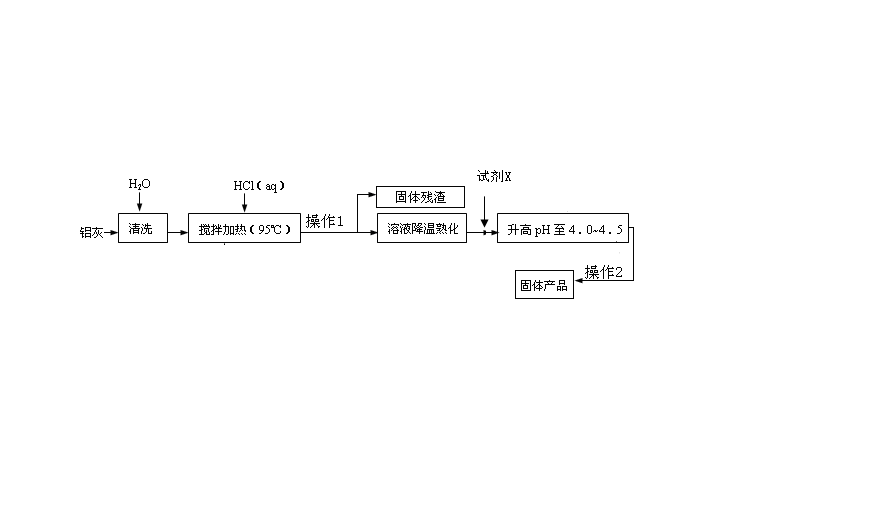 试剂X
H₂O
HCl(aq)
固体残渣
操作1
铝灰
清洗
搅拌加热(95℃)
溶液降温熟化
升高pH至4.0~4.5
操作2
固体产品